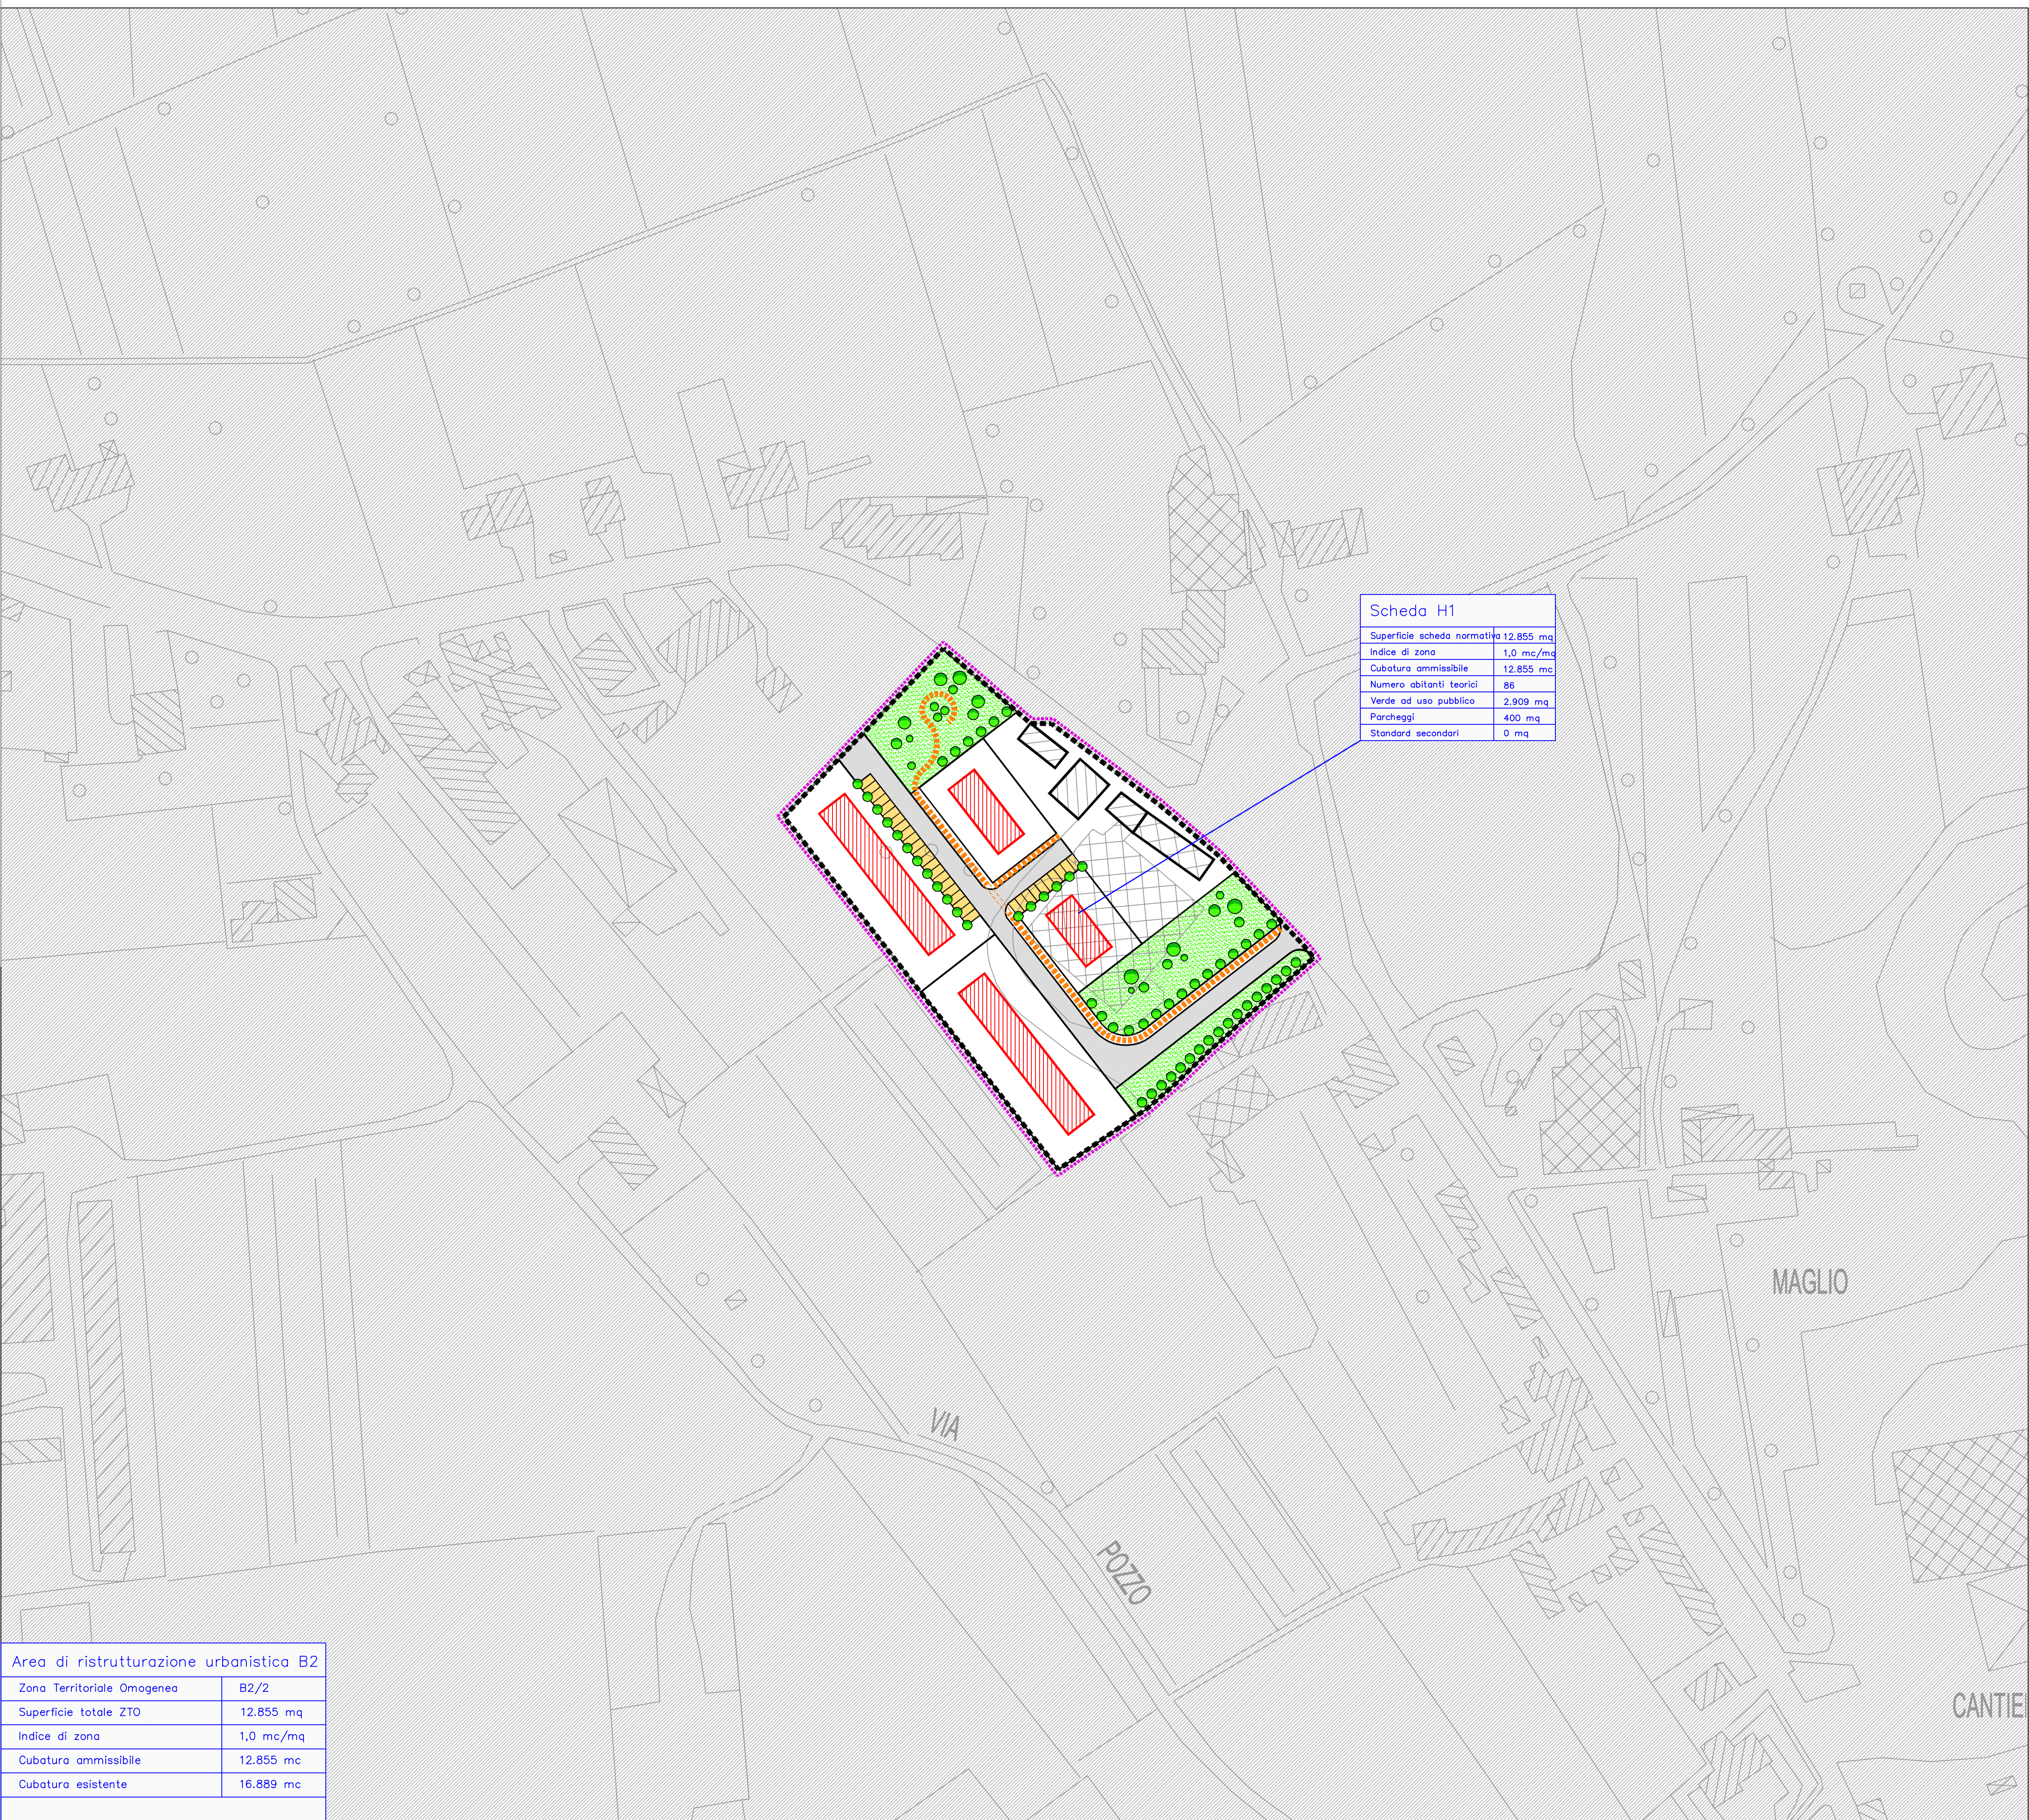 Scheda H1
Superficie scheda normativa 12.855 mq
Indice di zona 1,0 mc/mq
Cubatura ammissibile 12.855 mc
Numero abitanti teorici 86
Verde ad uso pubblico 2.909 mq
Parcheggi 400 mq
Standard secondari 0 mq
MAGLIO
VIA
POZZO
CANTIEI
Area di ristrutturazione urbanistica B2
Zona Territoriale Omogenea B2/2
Superficie totale ZTO 12.855 mq
Indice di zona 1,0 mc/mq
Cubatura ammissibile 12.855 mc
Cubatura esistente 16.889 mc